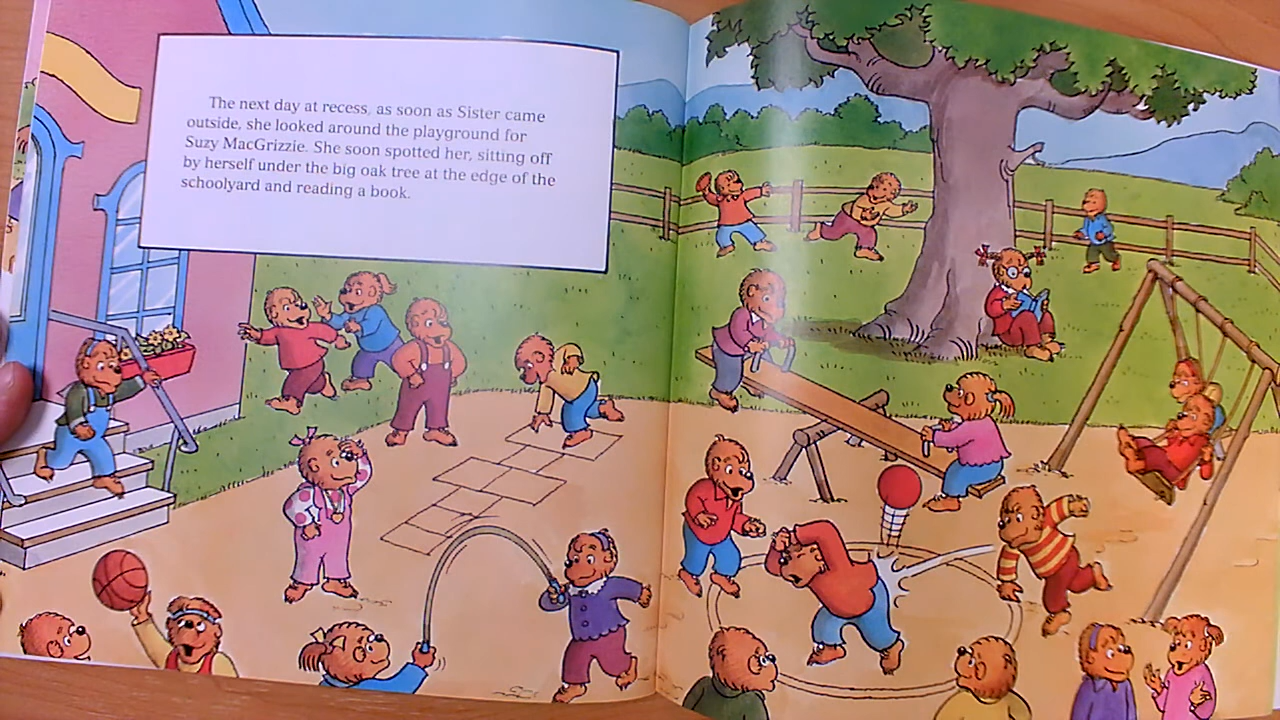 The next day at recess, as soon as Sister came
outside, she looked around the playground for
Suzy MacGrizzie. She soon spotted her, sitting off
by herself under the big oak tree at the edge of the
schoolyard and reading a book.